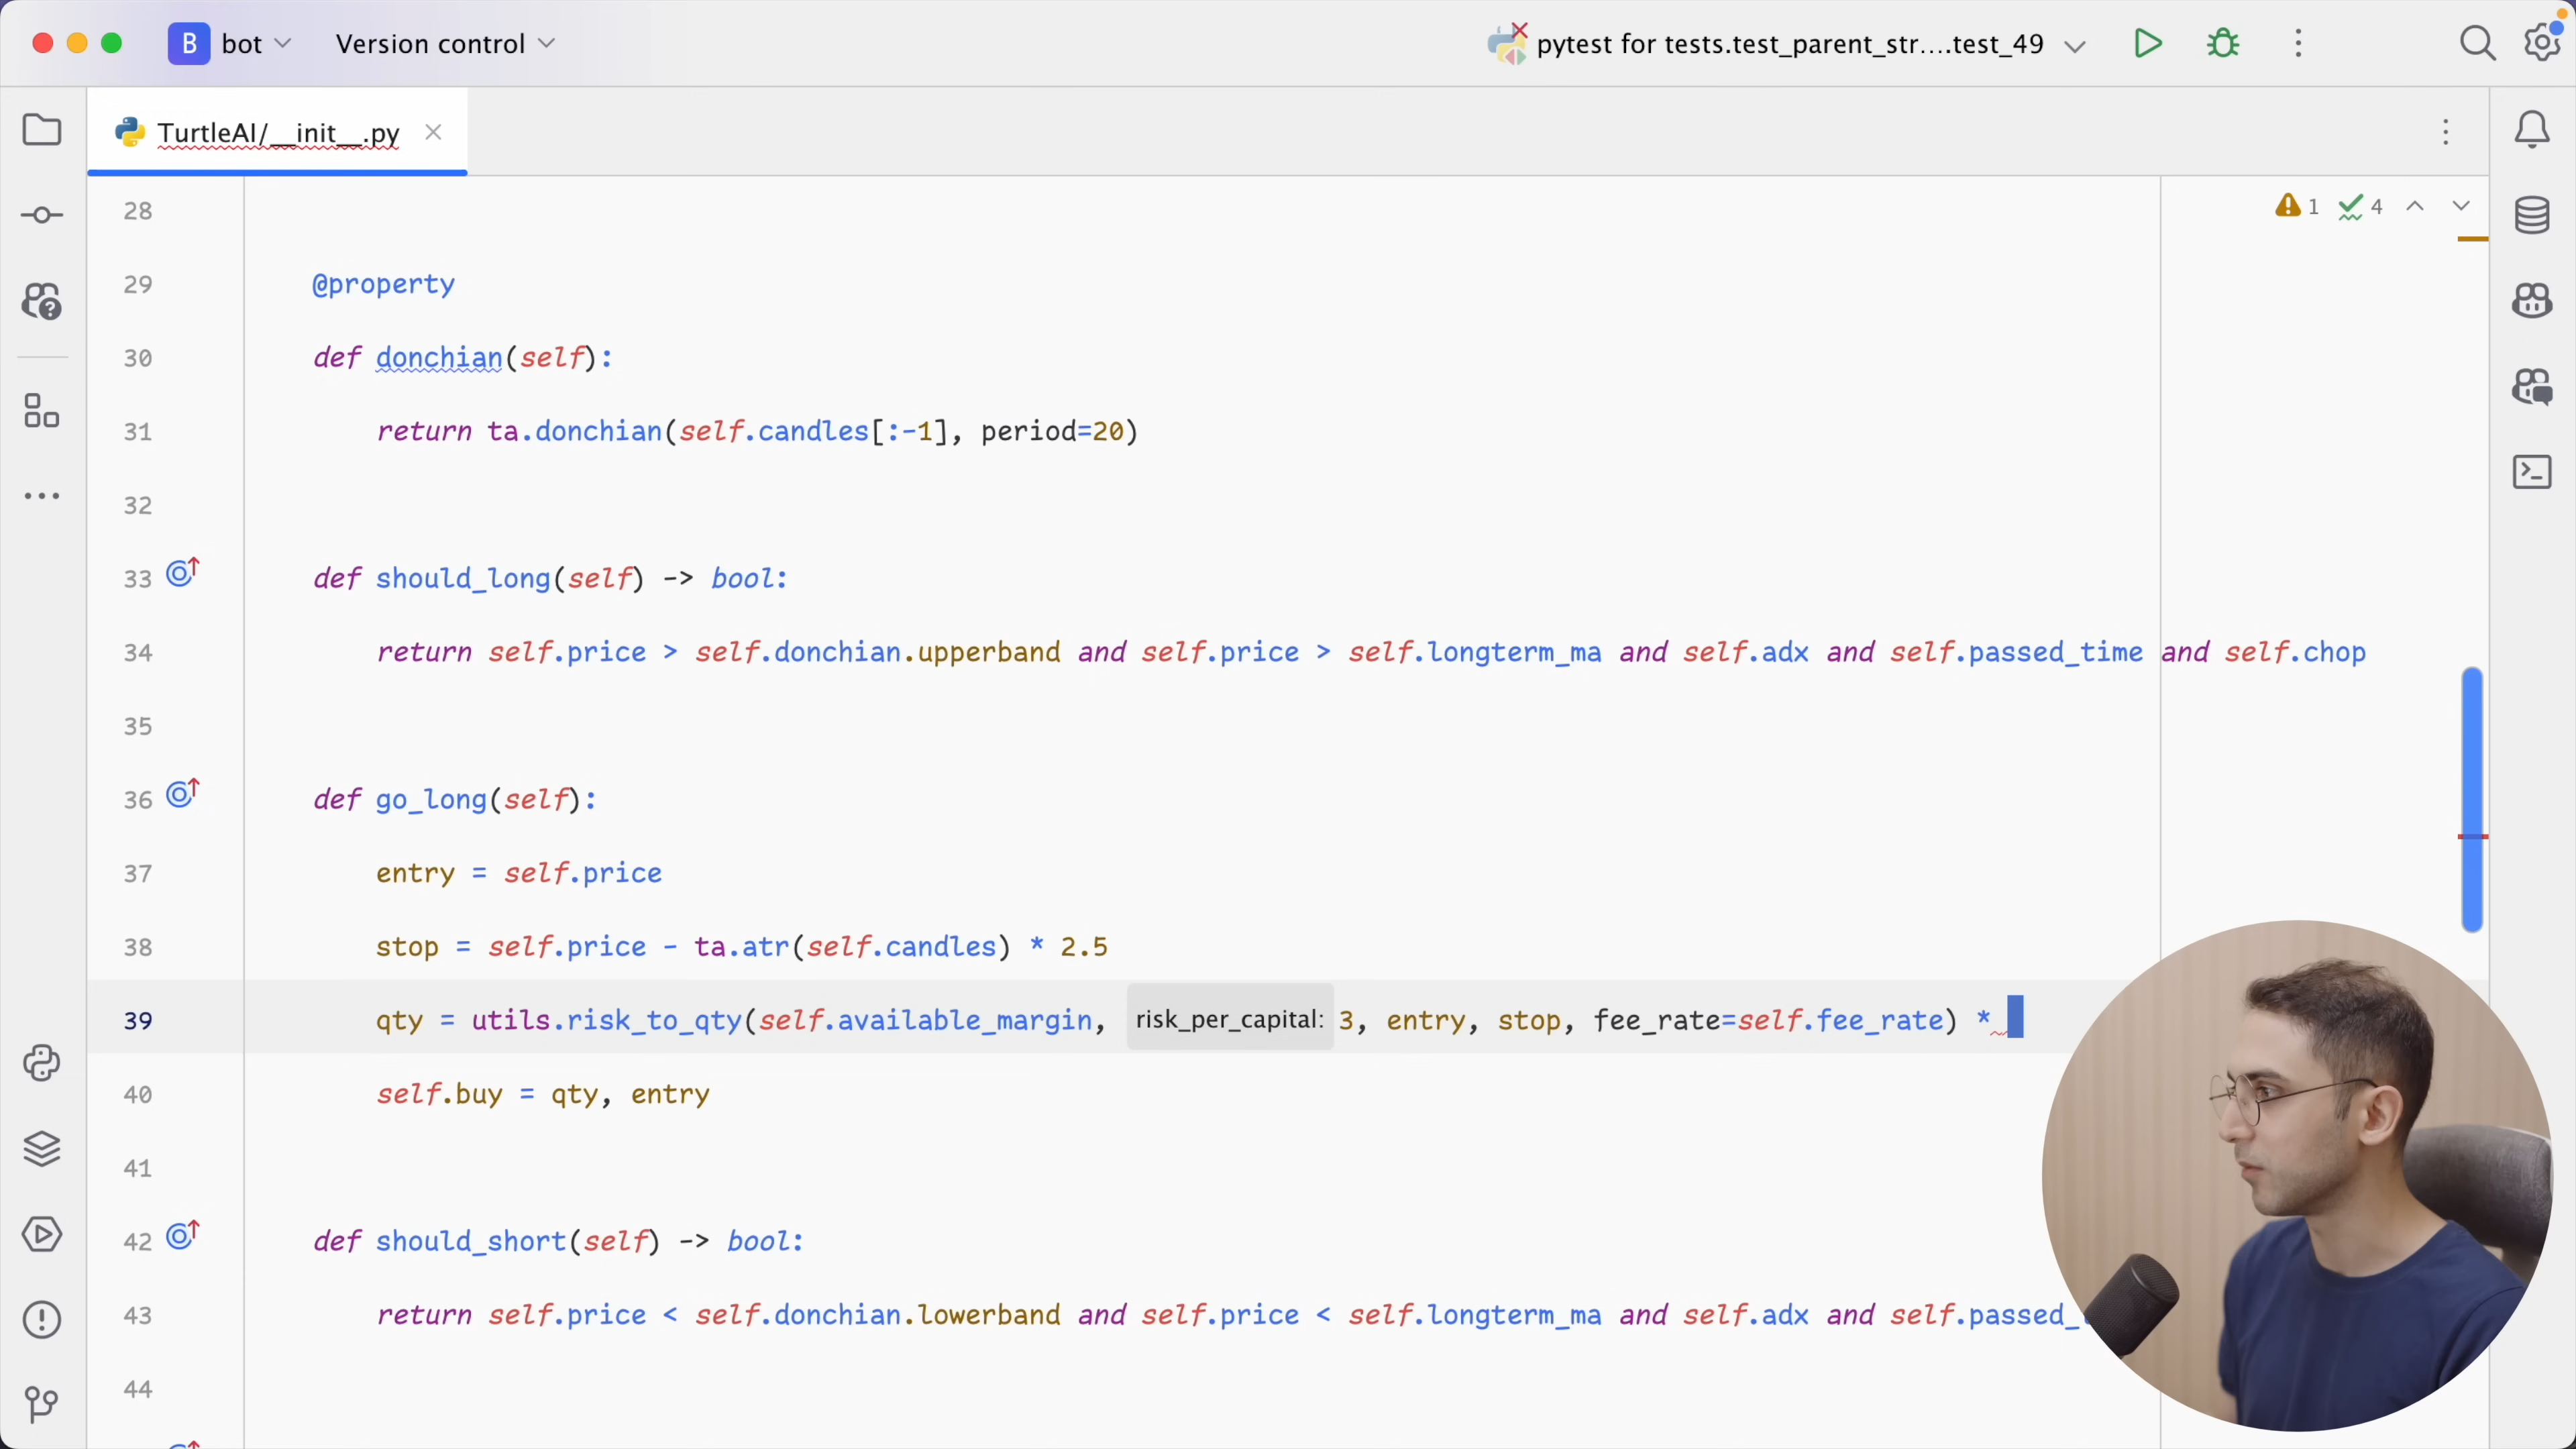 B bot Version control pytest for tests.test_parent_str....test_49
TurtleAI/__init__.py
1 4
28
29 @property
30 def donchian(self):
31 return ta.donchian(self.candles[:-1], period=20)
32
33 def should_long(self) -> bool:
34 return self.price > self.donchian.upperband and self.price > self.longterm_ma and self.adx and self.passed_time and self.chop
35
36 def go_long(self):
37 entry = self.price
38 stop = self.price - ta.atr(self.candles) * 2.5
39 qty = utils.risk_to_qty(self.available_margin, risk_per_capital: 3, entry, stop, fee_rate=self.fee_rate) *
40 self.buy = qty, entry
41
42 def should_short(self) -> bool:
43 return self.price < self.donchian.lowerband and self.price < self.longterm_ma and self.adx and self.passed_
44